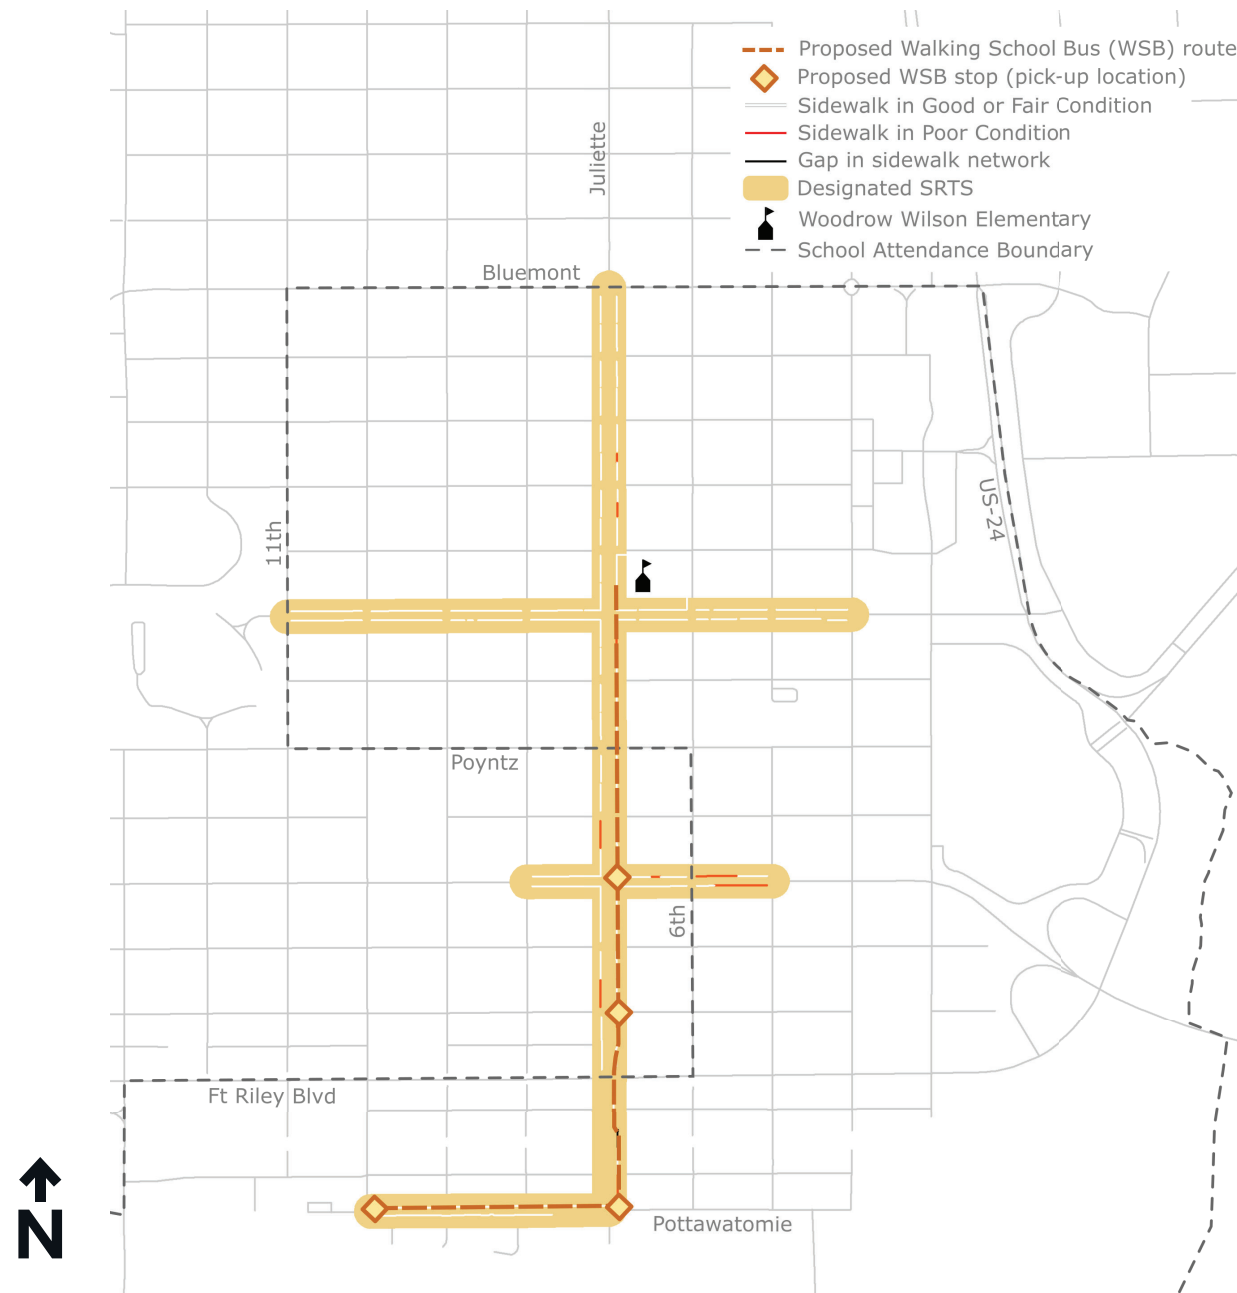 Proposed Walking School Bus (WSB) route
Proposed WSB stop (pick-up location)
Sidewalk in Good or Fair Condition
Sidewalk in Poor Condition
Gap in sidewalk network
Designated SRTS
Woodrow Wilson Elementary
School Attendance Boundary
Juliette
Bluemont
US-24
11th
Poyntz
6th
Ft Riley Blvd
Pottawatomie
N